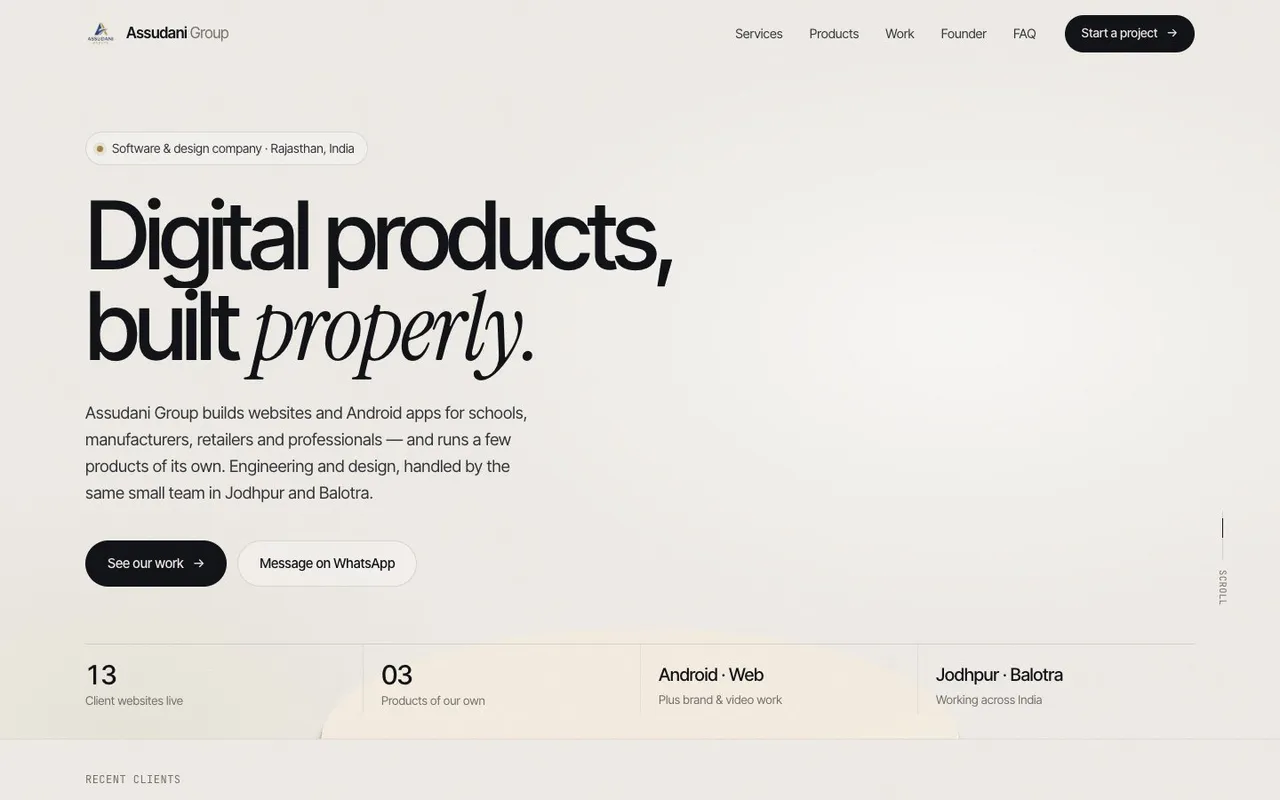 ASSUDANI
Assudani Group
Services
Products
Work
Founder
FAQ
Start a project →
Software & design company · Rajasthan, India
Digital products,
built properly.
Assudani Group builds websites and Android apps for schools,
manufacturers, retailers and professionals — and runs a few
products of its own. Engineering and design, handled by the
same small team in Jodhpur and Balotra.
See our work →
Message on WhatsApp
SCROLL
13
Client websites live
03
Products of our own
Android · Web
Plus brand & video work
Jodhpur · Balotra
Working across India
RECENT CLIENTS